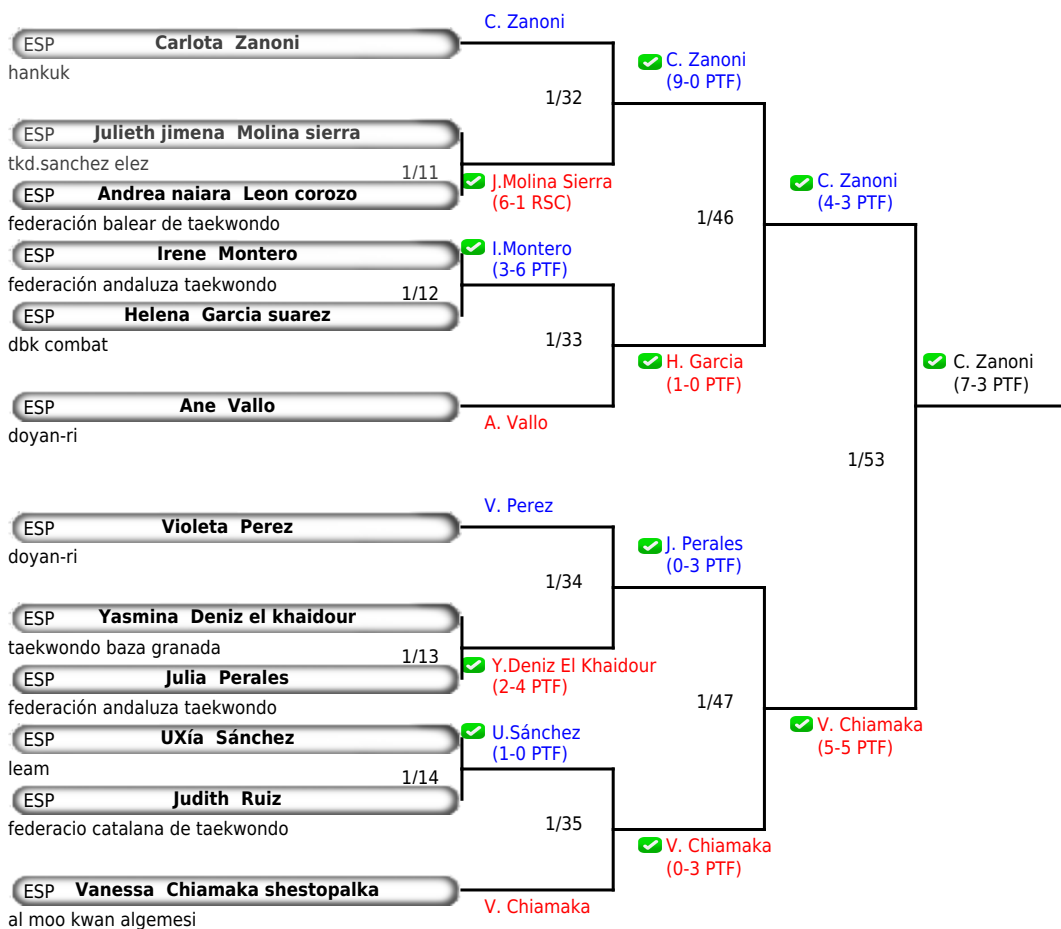 C. Zanoni
ESP Carlota Zanoni
hankuk
C. Zanoni
(9-0 PTF)
1/32
ESP Julieth jimena Molina sierra
tkd.sanchez elez
1/11
J.Molina Sierra
(6-1 RSC)
ESP Andrea naiara Leon corozo
federación balear de taekwondo
C. Zanoni
(4-3 PTF)
1/46
ESP Irene Montero
federación andaluza taekwondo
I.Montero
(3-6 PTF)
1/12
ESP Helena Garcia suarez
dbk combat
1/33
H. Garcia
(1-0 PTF)
C. Zanoni
(7-3 PTF)
ESP Ane Vallo
doyan-ri
A. Vallo
1/53
V. Perez
ESP Violeta Perez
doyan-ri
J. Perales
(0-3 PTF)
1/34
ESP Yasmina Deniz el khaidour
taekwondo baza granada
1/13
Y.Deniz El Khaidour
(2-4 PTF)
ESP Julia Perales
federación andaluza taekwondo
1/47
ESP UXía Sánchez
leam
U.Sánchez
(1-0 PTF)
V. Chiamaka
(5-5 PTF)
1/14
ESP Judith Ruiz
federacio catalana de taekwondo
1/35
V. Chiamaka
(0-3 PTF)
ESP Vanessa Chiamaka shestopalka
al moo kwan algemesi
V. Chiamaka